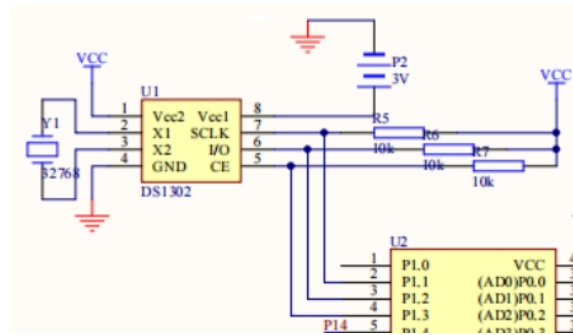 VCC
P2
3V
VCC
U1
Y1
32768
1 Vcc2 Vcc1 8
2 X1 SCLK 7
3 X2 I/O 6
4 GND CE 5
DS1302
R5
10k
R6
10k
R7
10k
U2
1 P1.0 VCC
2 P1.1 (AD0)P0.0
3 P1.2 (AD1)P0.1
4 P1.3 (AD2)P0.2
P14 5